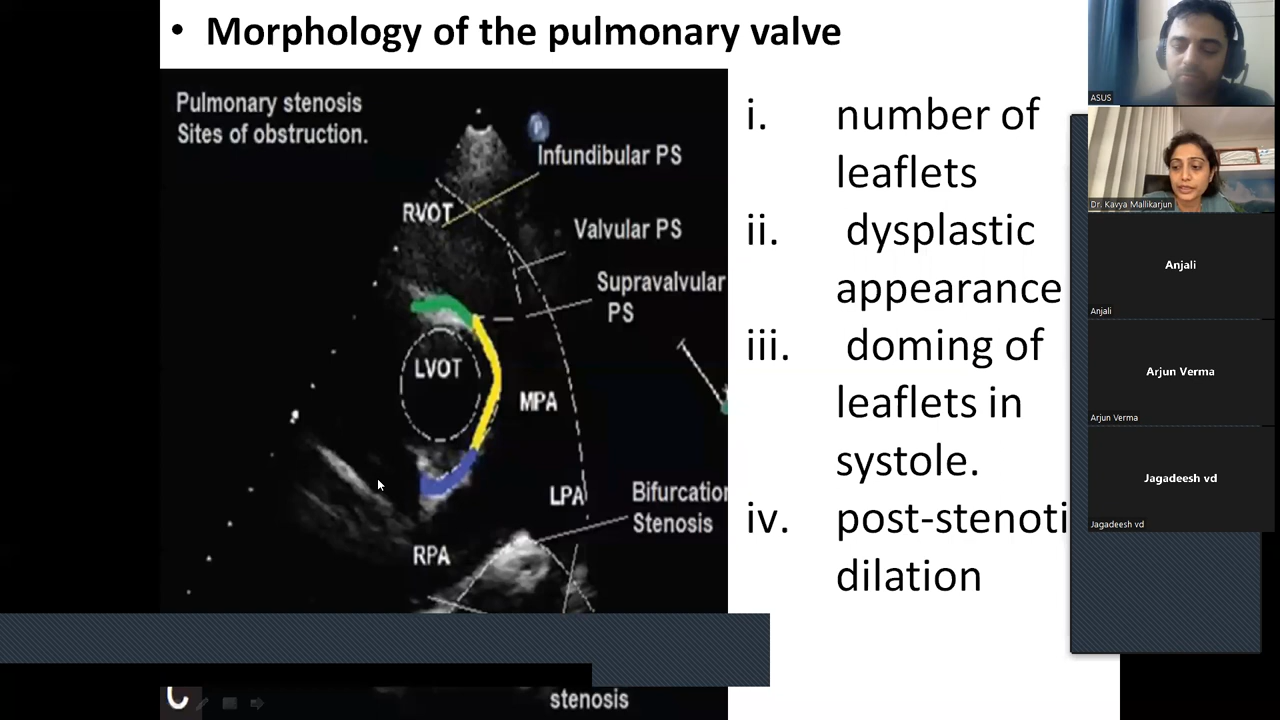 • Morphology of the pulmonary valve
Pulmonary stenosis
Sites of obstruction.
P
Infundibular PS
RVOT
Valvular PS
Supravalvular
PS
LVOT
MPA
LPA
Bifurcation
Stenosis
RPA
stenosis
C
i. number of
leaflets
ii. dysplastic
appearance
iii. doming of
leaflets in
systole.
iv. post-stenoti
dilation
ASUS
Dr. Kavya Mallikarjun
Anjali
Anjali
Arjun Verma
Arjun Verma
Jagadeesh vd
Jagadeesh vd